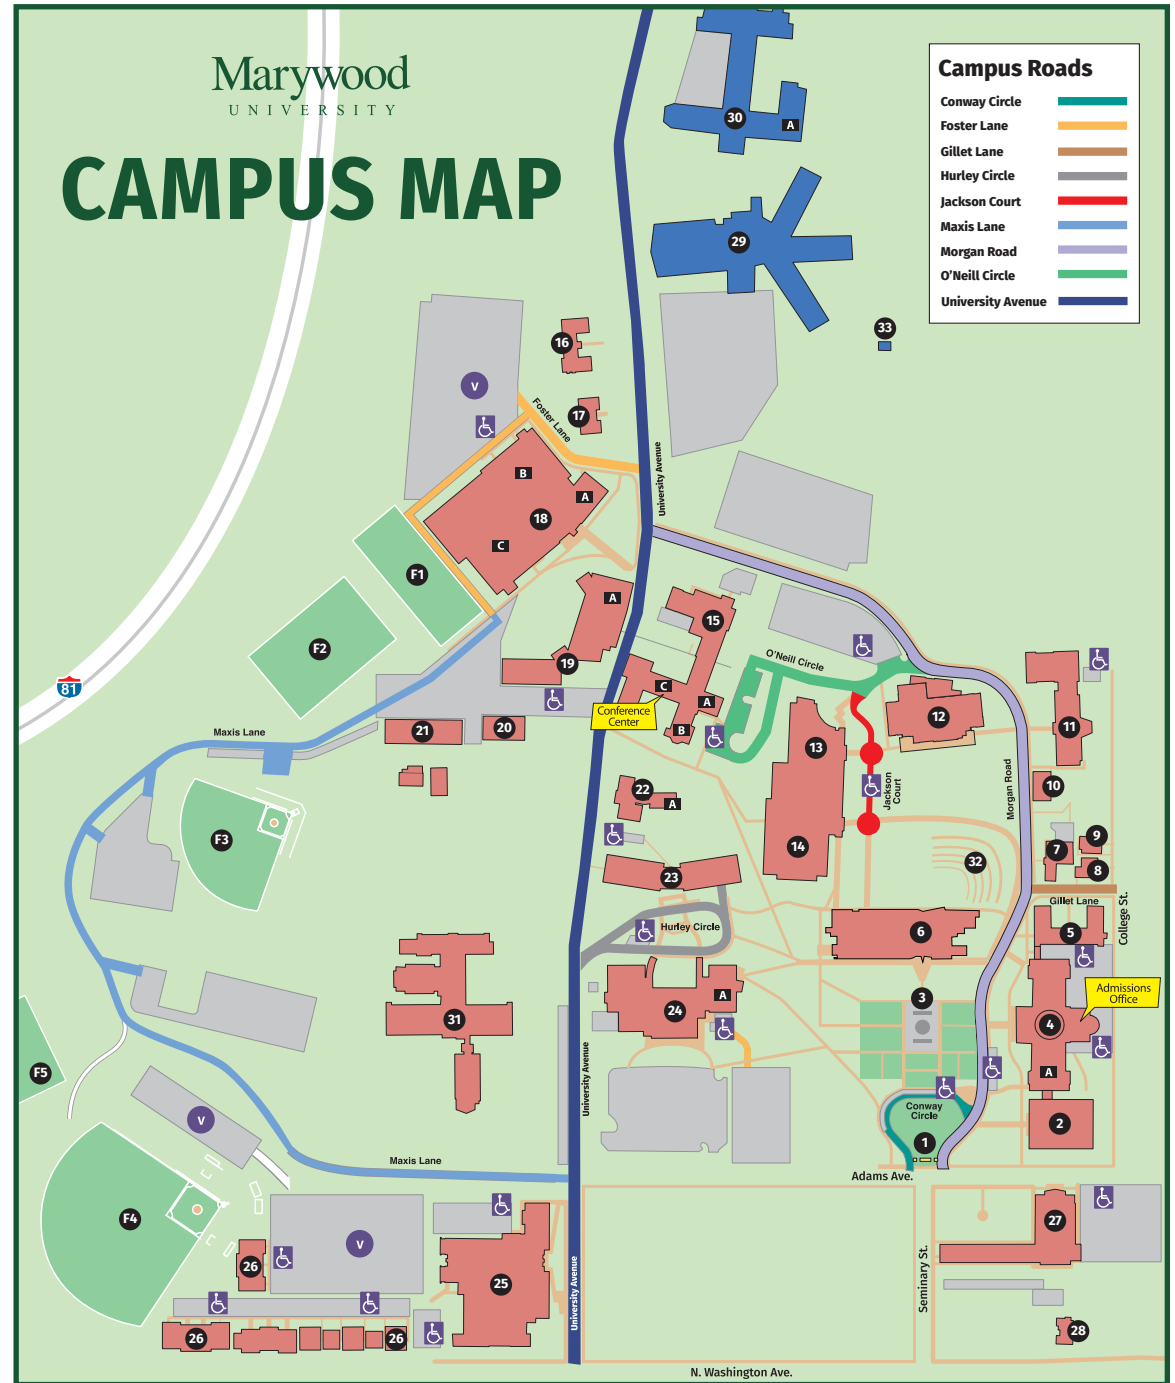 Marywood
UNIVERSITY
CAMPUS MAP
Campus Roads
Conway Circle
Foster Lane
Gillet Lane
Hurley Circle
Jackson Court
Maxis Lane
Morgan Road
O'Neill Circle
University Avenue
30
A
29
33
16
V
17
Foster Lane
University Avenue
B
A
18
C
F1
F2
A
15
19
O'Neill Circle
81
C
A
Conference
Center
B
12
11
21
20
13
Maxis Lane
Jackson
Court
Morgan Road
10
22
A
F3
14
9
7
8
32
23
Gillet Lane
College St.
Hurley Circle
6
5
A
3
Admissions
Office
24
4
31
University Avenue
F5
A
V
Conway
Circle
1
2
Maxis Lane
Adams Ave.
F4
27
V
26
25
University Avenue
Seminary St.
26
26
28
N. Washington Ave.